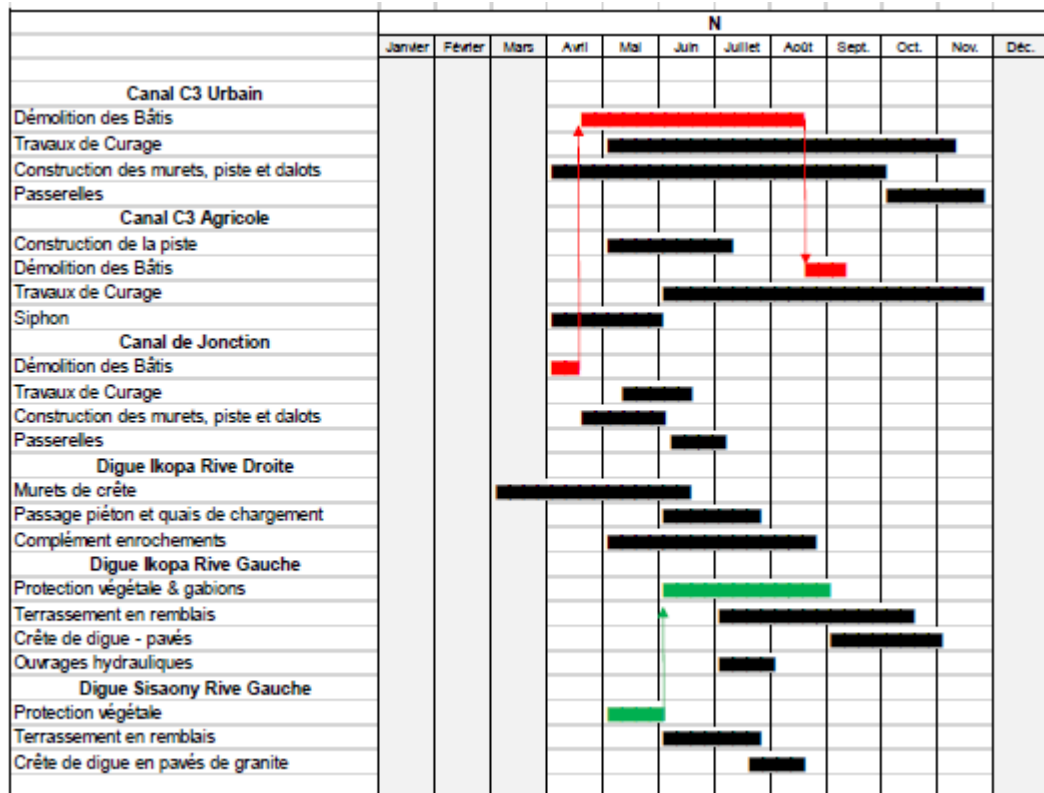 N
Janvier Février Mars Avril Mai Juin Juillet Août Sept. Oct. Nov. Déc.
Canal C3 Urbain
Démolition des Bâtis
Travaux de Curage
Construction des murets, piste et dalots
Passerelles
Canal C3 Agricole
Construction de la piste
Démolition des Bâtis
Travaux de Curage
Siphon
Canal de Jonction
Démolition des Bâtis
Travaux de Curage
Construction des murets, piste et dalots
Passerelles
Digue Ikopa Rive Droite
Murets de crête
Passage piéton et quais de chargement
Complément enrochements
Digue Ikopa Rive Gauche
Protection végétale & gabions
Terrassement en remblais
Crête de digue - pavés
Ouvrages hydrauliques
Digue Sisaony Rive Gauche
Protection végétale
Terrassement en remblais
Crête de digue en pavés de granite